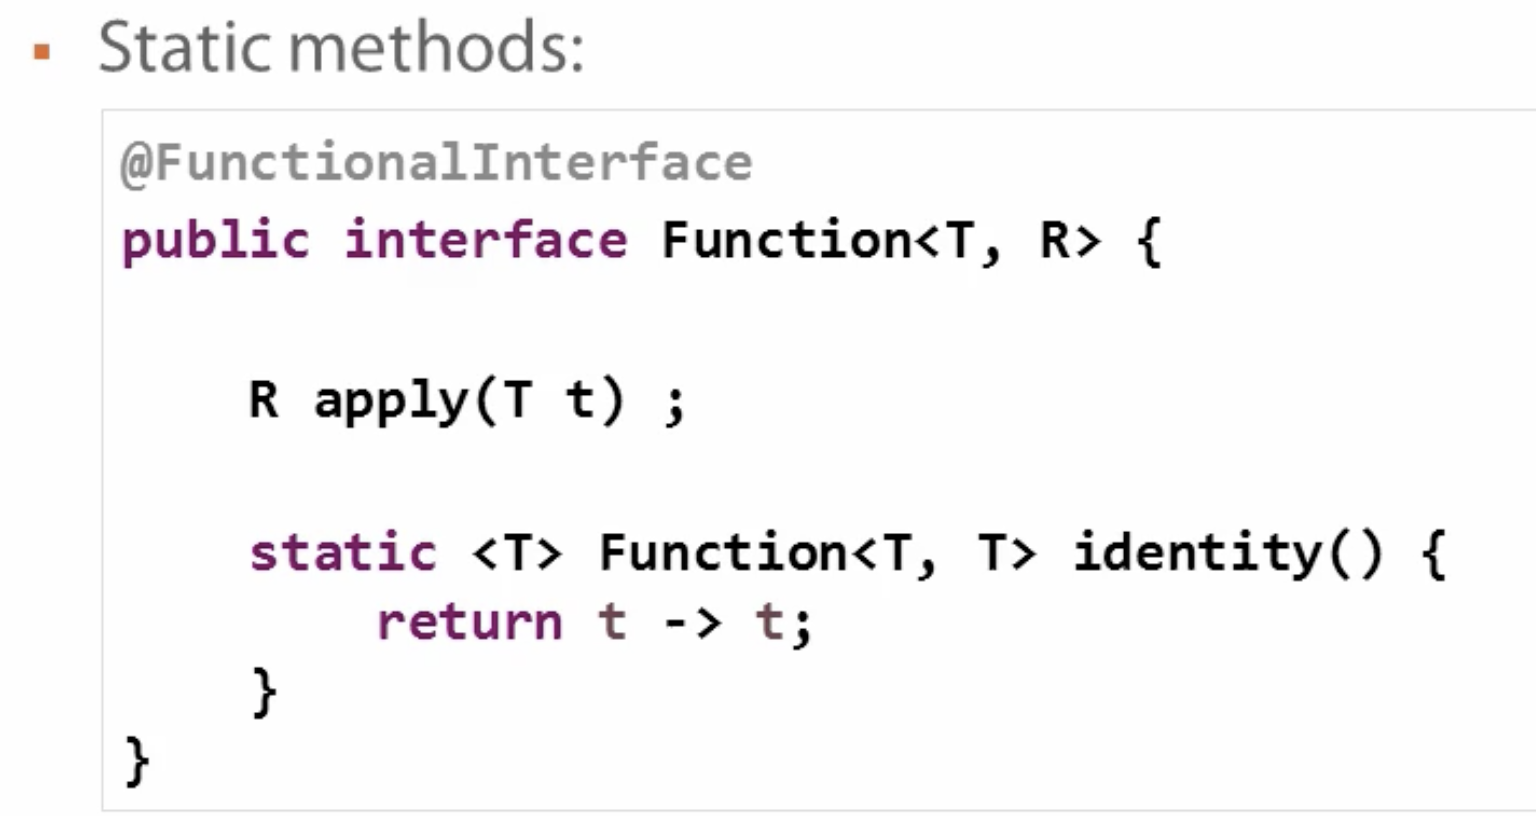 ▪ Static methods:
@FunctionalInterface
public interface Function<T, R> {
R apply(T t) ;
static <T> Function<T, T> identity() {
return t -> t;
}
}